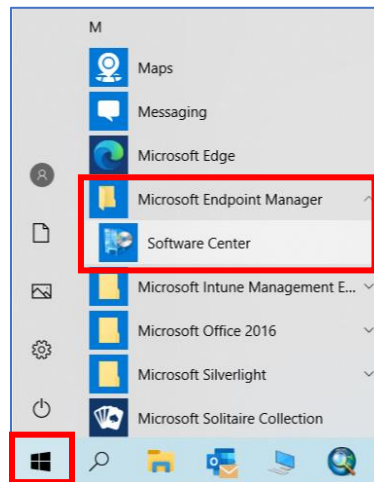 M
Maps
Messaging
Microsoft Edge
Microsoft Endpoint Manager
Software Center
Microsoft Intune Management E...
Microsoft Office 2016
Microsoft Silverlight
Microsoft Solitaire Collection